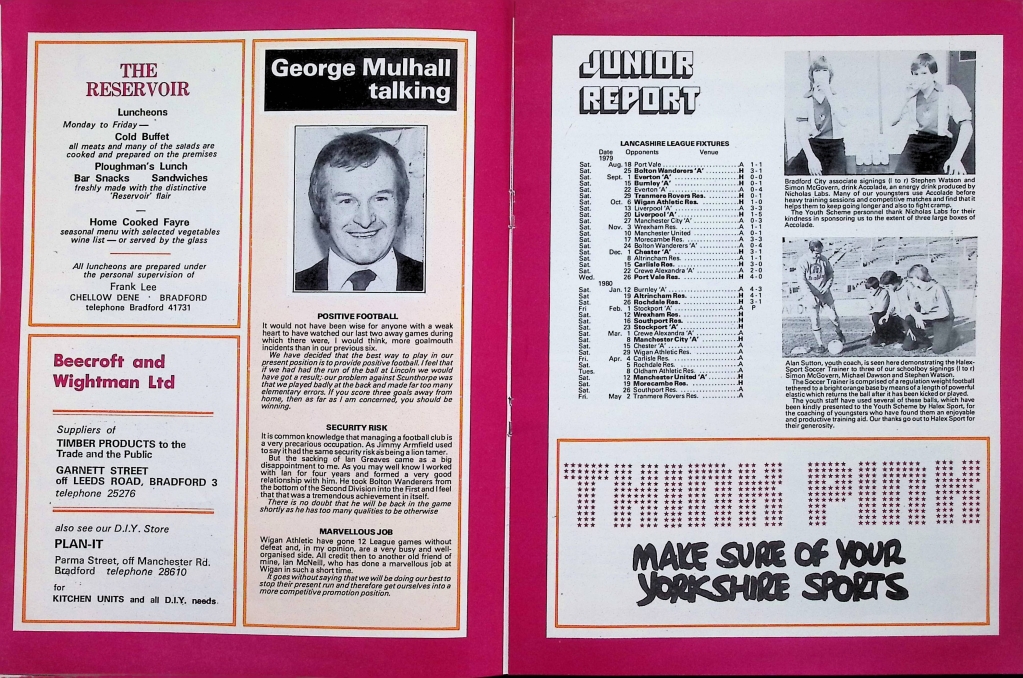 THE
RESERVOIR
Luncheons
Monday to Friday —
Cold Buffet
all meats and many of the salads are
cooked and prepared on the premises
Ploughman's Lunch
Bar Snacks Sandwiches
freshly made with the distinctive
'Reservoir' flair
—
Home Cooked Fayre
seasonal menu with selected vegetables
wine list — or served by the glass
All luncheons are prepared under
the personal supervision of
Frank Lee
CHELLOW DENE · BRADFORD
telephone Bradford 41731
Beecroft and
Wightman Ltd
Suppliers of
TIMBER PRODUCTS to the
Trade and the Public
GARNETT STREET
off LEEDS ROAD, BRADFORD 3
telephone 25276
also see our D.I.Y. Store
PLAN-IT
Parma Street, off Manchester Rd.
Bradford telephone 28610
for
KITCHEN UNITS and all D.I.Y. needs
George Mulhall
talking
POSITIVE FOOTBALL
It would not have been wise for anyone with a weak
heart to have watched our last two away games during
which there were, I would think, more goalmouth
incidents than in our previous six.
We have decided that the best way to play in our
present position is to provide positive football. I feel that
if we had had the run of the ball at Lincoln we would
have got a result; our problem against Scunthorpe was
that we played badly at the back and made far too many
elementary errors. If you score three goals away from
home, then as far as I am concerned, you should be
winning.
SECURITY RISK
It is common knowledge that managing a football club is
a very precarious occupation. As Jimmy Armfield used
to say it had the same security risk as being a lion tamer.
But the sacking of Ian Greaves came as a big
disappointment to me. As you may well know I worked
with Ian for four years and formed a very good
relationship with him. He took Bolton Wanderers from
the bottom of the Second Division into the First and I feel
that that was a tremendous achievement in itself.
There is no doubt that he will be back in the game
shortly as he has too many qualities to be otherwise
MARVELLOUS JOB
Wigan Athletic have gone 12 League games without
defeat and, in my opinion, are a very busy and well-
organised side. All credit then to another old friend of
mine, Ian McNeill, who has done a marvellous job at
Wigan in such a short time.
It goes without saying that we will be doing our best to
stop their present run and therefore get ourselves into a
more competitive promotion position.
JUNIOR
REPORT
LANCASHIRE LEAGUE FIXTURES
Date Opponents Venue
1979
Sat. Aug. 18 Port Vale A 1-1
Sat. 25 Bolton Wanderers 'A' H 3-1
Sat. Sept. 1 Everton 'A' H 0-0
Sat. 15 Burnley 'A' H 0-1
Sat. 22 Everton 'A' A 0-4
Sat. 29 Tranmere Rovers Res. H 0-1
Sat. Oct. 6 Wigan Athletic Res. H 1-0
Sat. 13 Liverpool 'A' A 3-3
Sat. 20 Liverpool 'A' H 1-5
Sat. 27 Manchester City 'A' A 0-3
Sat. Nov. 3 Wrexham Res. A 1-1
Sat. 10 Manchester United A 0-1
Sat. 17 Morecambe Res. A 3-3
Sat. 24 Bolton Wanderers 'A' A 0-4
Sat. Dec. 1 Chester 'A' H 3-1
Sat. 8 Altrincham Res. A 1-1
Sat. 15 Carlisle Res. H 3-0
Sat. 22 Crewe Alexandra 'A' A 2-0
Wed. 26 Port Vale Res. H 4-0
1980
Sat. Jan. 12 Burnley 'A' A 4-3
Sat. 19 Altrincham Res. H 4-1
Sat. 26 Rochdale Res. H 3-1
Fri Feb. 1 Stockport 'A' A P
Sat. 12 Wrexham Res. H
Sat. 16 Southport Res. H
Sat. 23 Stockport 'A' H
Sat. Mar. 1 Crewe Alexandra 'A' A
Sat. 8 Manchester City 'A' H
Sat. 15 Chester 'A' A
Sat. 29 Wigan Athletic Res. A
Fri. Apr. 4 Carlisle Res. A
Sat. 5 Rochdale Res. A
Tues. 8 Oldham Athletic Res. A
Sat. 12 Manchester United 'A' H
Sat. 19 Morecambe Res. H
Sat. 26 Southport Res. A
Fri. May 2 Tranmere Rovers Res. A
Bradford City associate signings (l to r) Stephen Watson and
Simon McGovern, drink Accolade, an energy drink produced by
Nicholas Labs. Many of our youngsters use Accolade before
heavy training sessions and competitive matches and find that it
helps them to keep going longer and also to fight cramp.
The Youth Scheme personnel thank Nicholas Labs for their
kindness in sponsoring us to the extent of three large boxes of
Accolade.
Alan Sutton, youth coach, is seen here demonstrating the Halex-
Sport Soccer Trainer to three of our schoolboy signings (l to r)
Simon McGovern, Michael Dawson and Stephen Watson.
The Soccer Trainer is comprised of a regulation weight football
tethered to a bright orange base by means of a length of powerful
elastic which returns the ball after it has been kicked or played.
The youth staff have used several of these balls, which have
been kindly presented to the Youth Scheme by Halex Sport, for
the coaching of youngsters who have found them an enjoyable
and productive training aid. Our thanks go out to Halex Sport for
their generosity.
THINK PINK
MAKE SURE OF YOUR
YORKSHIRE SPORTS